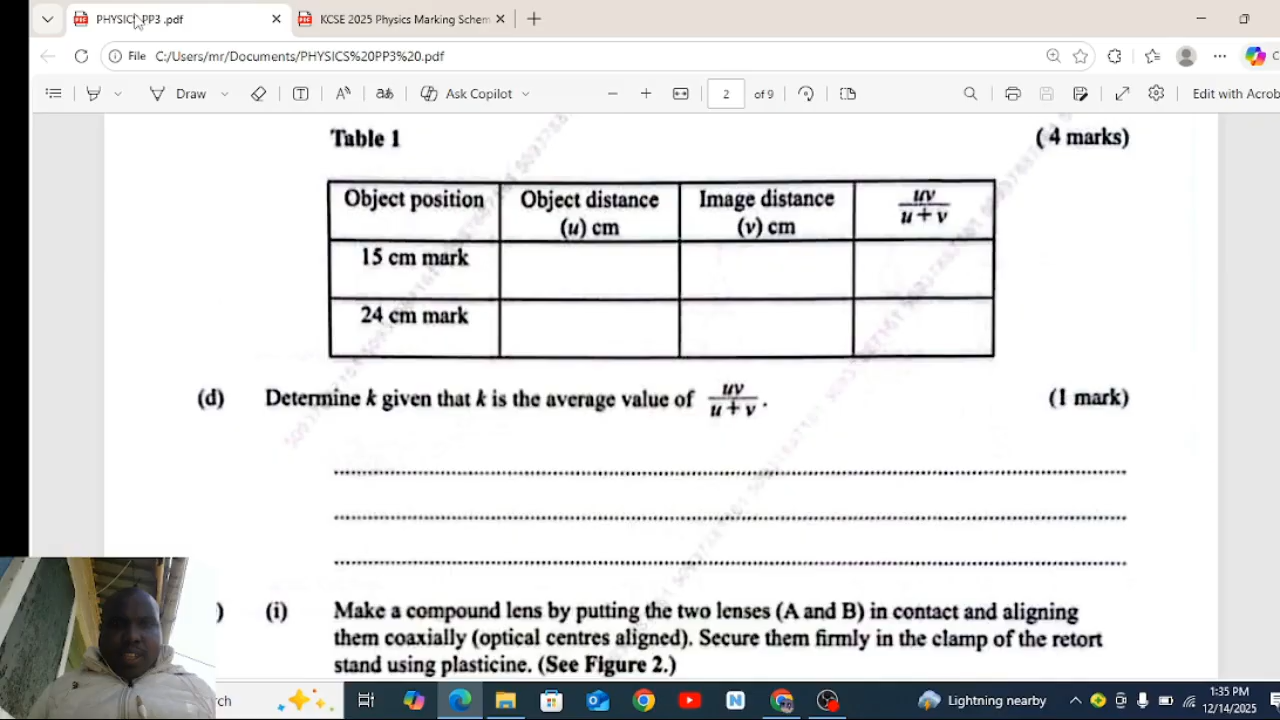 PHYSICS PP3 .pdf
KCSE 2025 Physics Marking Schem
File
C:/Users/mr/Documents/PHYSICS%20PP3%20.pdf
Draw
Ask Copilot
2
of 9
Edit with Acrob
Table 1
( 4 marks)
Object position
Object distance
(u) cm
Image distance
(v) cm
uv
u + v
15 cm mark
24 cm mark
(d) Determine k given that k is the average value of uv
u + v .
(1 mark)
) (i) Make a compound lens by putting the two lenses (A and B) in contact and aligning
them coaxially (optical centres aligned). Secure them firmly in the clamp of the retort
stand using plasticine. (See Figure 2.)
rch
Lightning nearby
1:35 PM
12/14/2025